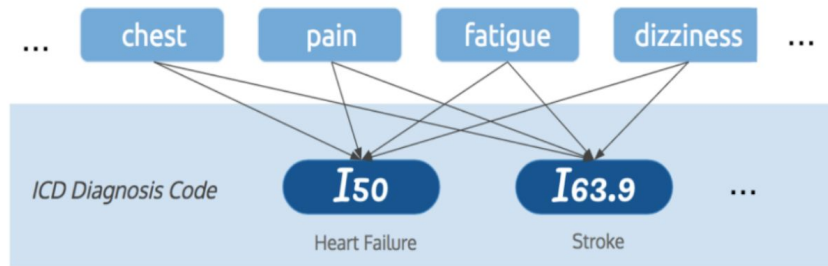 ... chest pain fatigue dizziness ...
ICD Diagnosis Code I50 I63.9 ...
Heart Failure Stroke